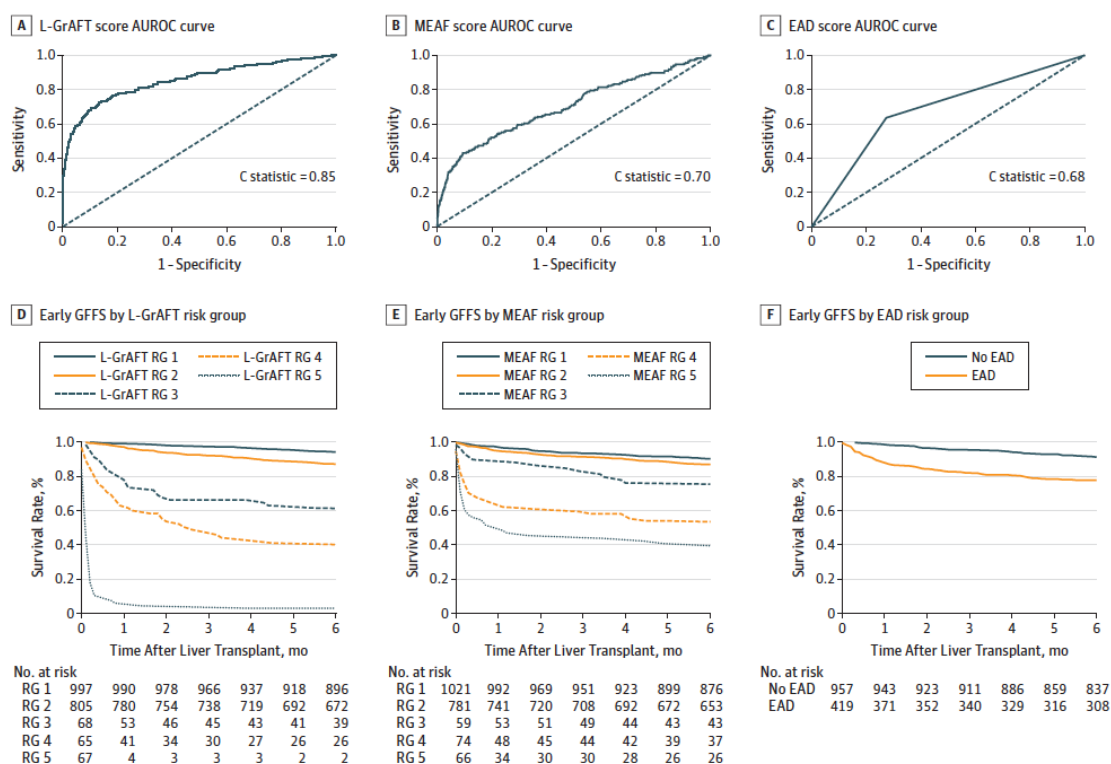 A L-GrAFT score AUROC curve
1.0
0.8
0.6
0.4
0.2
0
Sensitivity
C statistic = 0.85
0 0.2 0.4 0.6 0.8 1.0
1 - Specificity
B MEAF score AUROC curve
1.0
0.8
0.6
0.4
0.2
0
Sensitivity
C statistic = 0.70
0 0.2 0.4 0.6 0.8 1.0
1 - Specificity
C EAD score AUROC curve
1.0
0.8
0.6
0.4
0.2
0
Sensitivity
C statistic = 0.68
0 0.2 0.4 0.6 0.8 1.0
1 - Specificity
D Early GFFS by L-GrAFT risk group
L-GrAFT RG 1 L-GrAFT RG 4
L-GrAFT RG 2 L-GrAFT RG 5
L-GrAFT RG 3
1.0
0.8
0.6
0.4
0.2
0
Survival Rate, %
0 1 2 3 4 5 6
Time After Liver Transplant, mo
No. at risk
RG 1 997 990 978 966 937 918 896
RG 2 805 780 754 738 719 692 672
RG 3 68 53 46 45 43 41 39
RG 4 65 41 34 30 27 26 26
RG 5 67 4 3 3 3 2 2
E Early GFFS by MEAF risk group
MEAF RG 1 MEAF RG 4
MEAF RG 2 MEAF RG 5
MEAF RG 3
1.0
0.8
0.6
0.4
0.2
0
Survival Rate, %
0 1 2 3 4 5 6
Time After Liver Transplant, mo
No. at risk
RG 1 1021 992 969 951 923 899 876
RG 2 781 741 720 708 692 672 653
RG 3 59 53 51 49 44 43 43
RG 4 74 48 45 44 42 39 37
RG 5 66 34 30 30 28 26 26
F Early GFFS by EAD risk group
No EAD
EAD
1.0
0.8
0.6
0.4
0.2
0
Survival Rate, %
0 1 2 3 4 5 6
Time After Liver Transplant, mo
No. at risk
No EAD 957 943 923 911 886 859 837
EAD 419 371 352 340 329 316 308